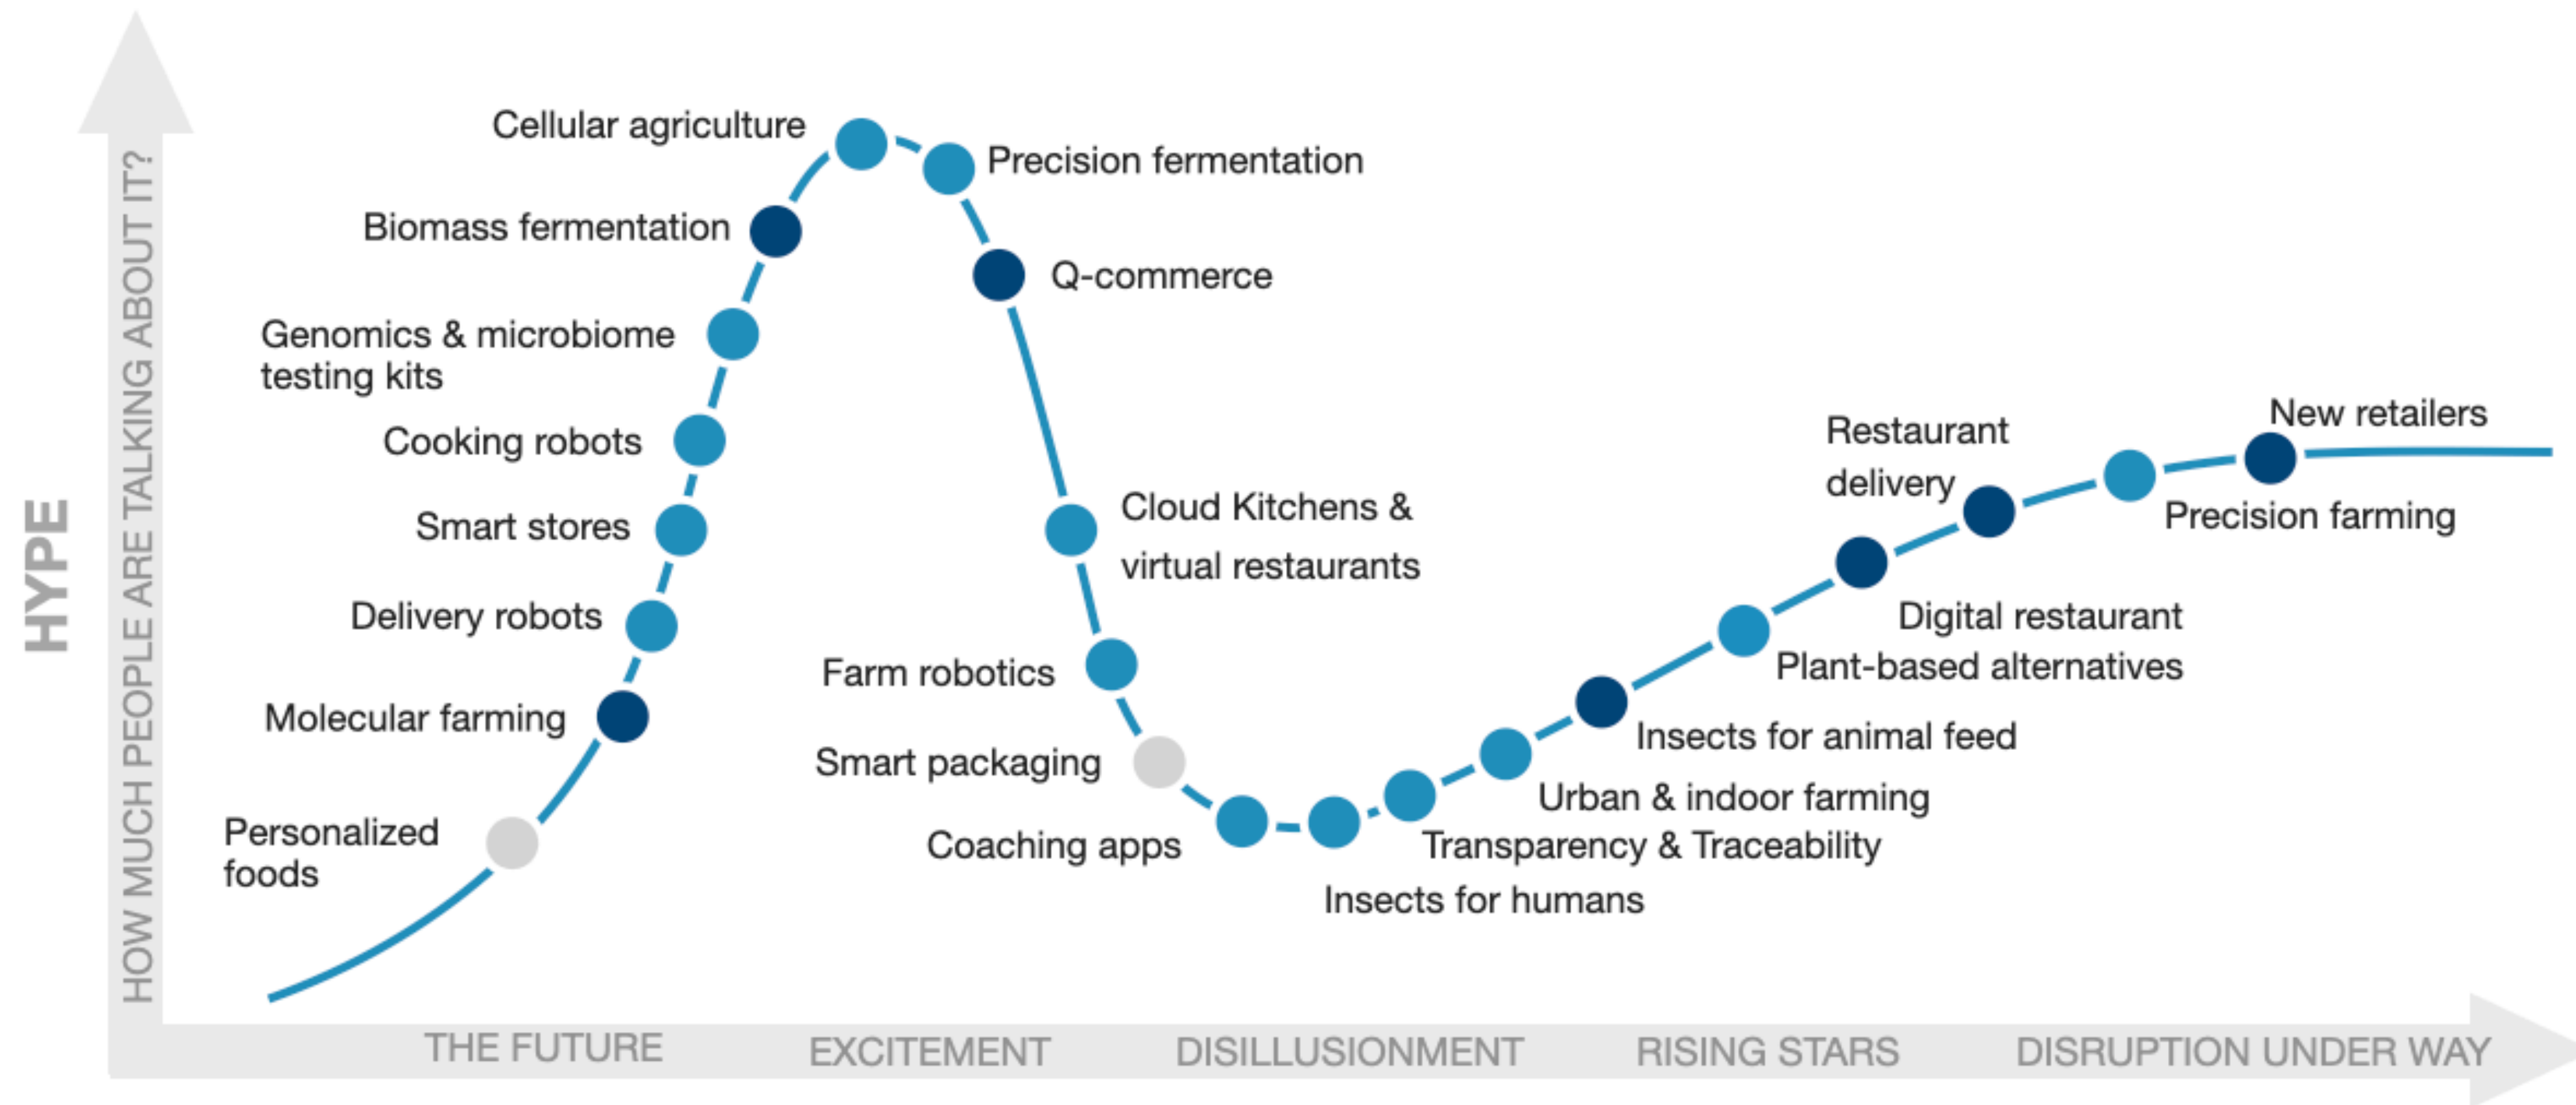 HYPE
HOW MUCH PEOPLE ARE TALKING ABOUT IT?
Cellular agriculture
Precision fermentation
Biomass fermentation
Q-commerce
Genomics & microbiome
testing kits
Cooking robots
Smart stores
Delivery robots
Molecular farming
Personalized
foods
Cloud Kitchens &
virtual restaurants
Farm robotics
Smart packaging
Coaching apps
Insects for humans
Transparency & Traceability
Urban & indoor farming
Insects for animal feed
Plant-based alternatives
Digital restaurant
Restaurant
delivery
Precision farming
New retailers
THE FUTURE
EXCITEMENT
DISILLUSIONMENT
RISING STARS
DISRUPTION UNDER WAY